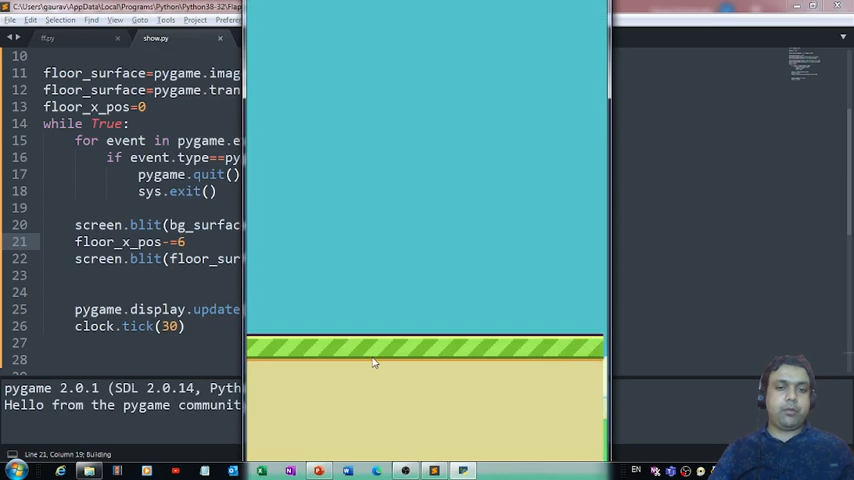 C:\Users\gaurav\AppData\Local\Programs\Python\Python38-32\Flap
File Edit Selection Find View Goto Tools Project Preferen
ff.py × show.py ×
10
11 floor_surface=pygame.imag
12 floor_surface=pygame.tran
13 floor_x_pos=0
14 while True:
15 for event in pygame.e
16 if event.type==py
17 pygame.quit()
18 sys.exit()
19
20 screen.blit(bg_surfac
21 floor_x_pos-=6
22 screen.blit(floor_sur
23
25 pygame.display.update
26 clock.tick(30)
27
28
pygame 2.0.1 (SDL 2.0.14, Pyth
Hello from the pygame communit
Line 21, Column 19; Building
EN